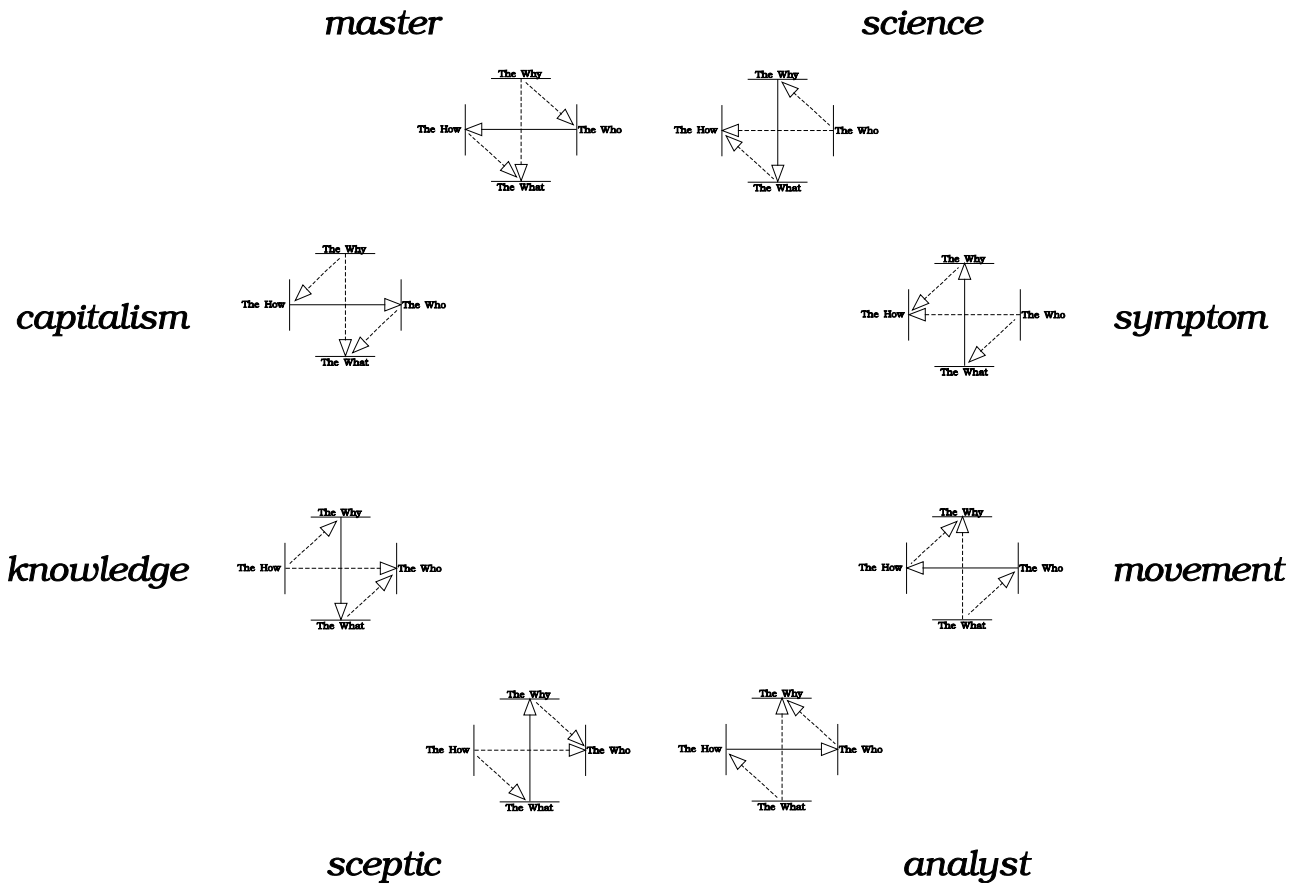 master
science
The Why
The How
The Who
The What
The Why
The How
The Who
The What
capitalism
The Why
The How
The Who
The What
The Why
The How
The Who
The What
symptom
knowledge
The Why
The How
The Who
The What
The Why
The How
The Who
The What
movement
The Why
The How
The Who
The What
The Why
The How
The Who
The What
sceptic
analyst